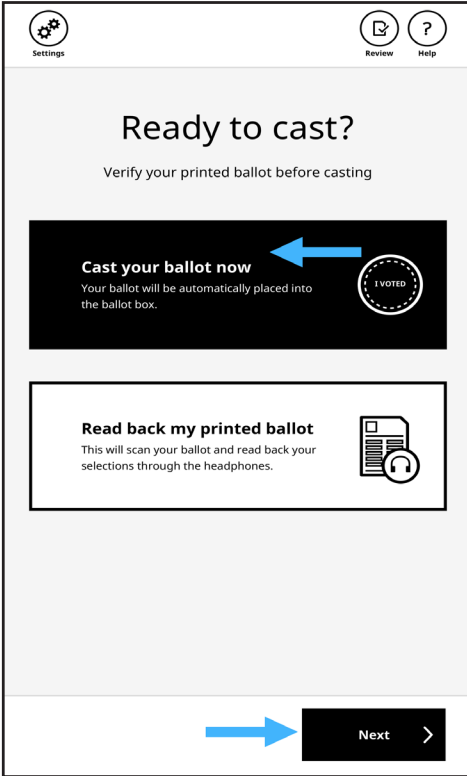 Settings
Review
Help
?
Ready to cast?
Verify your printed ballot before casting
Cast your ballot now
Your ballot will be automatically placed into
the ballot box.
I VOTED
Read back my printed ballot
This will scan your ballot and read back your
selections through the headphones.
Next